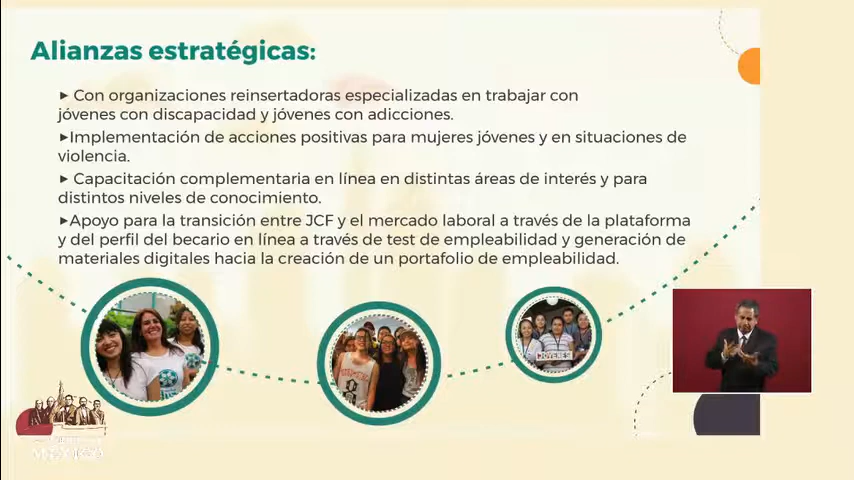 Alianzas estratégicas:
▶ Con organizaciones reinsertadoras especializadas en trabajar con
jóvenes con discapacidad y jóvenes con adicciones.
▶Implementación de acciones positivas para mujeres jóvenes y en situaciones de
violencia.
▶ Capacitación complementaria en línea en distintas áreas de interés y para
distintos niveles de conocimiento.
▶Apoyo para la transición entre JCF y el mercado laboral a través de la plataforma
y del perfil del becario en línea a través de test de empleabilidad y generación de
materiales digitales hacia la creación de un portafolio de empleabilidad.
JÓVENES
MÉXICO